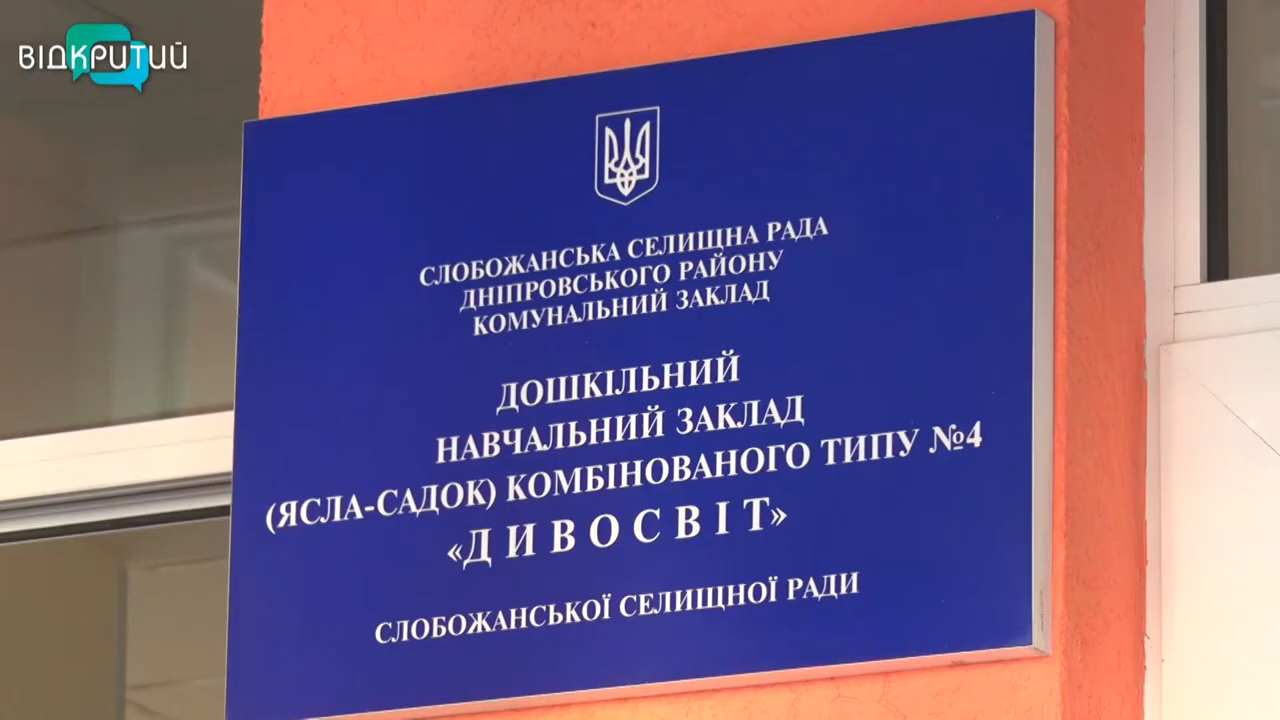 ВІДКРИТИЙ
СЛОБОЖАНСЬКА СЕЛИЩНА РАДА
ДНІПРОВСЬКОГО РАЙОНУ
КОМУНАЛЬНИЙ ЗАКЛАД
ДОШКІЛЬНИЙ
НАВЧАЛЬНИЙ ЗАКЛАД
(ЯСЛА-САДОК) КОМБІНОВАНОГО ТИПУ №4
«Д И В О С В І Т»
СЛОБОЖАНСЬКОЇ СЕЛИЩНОЇ РАДИ